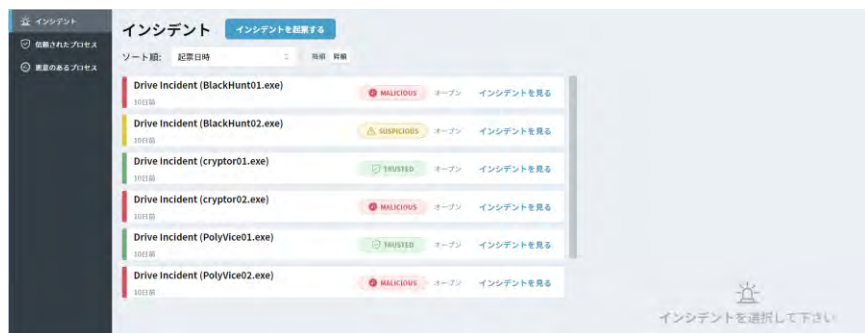 インシデント
信頼されたプロセス
悪意のあるプロセス
インシデント インシデントを起票する
ソート順: 起票日時 降順 昇順
Drive Incident (BlackHunt01.exe)
10日前
MALICIOUS オープン インシデントを見る
Drive Incident (BlackHunt02.exe)
10日前
SUSPICIOUS オープン インシデントを見る
Drive Incident (cryptor01.exe)
10日前
TRUSTED オープン インシデントを見る
Drive Incident (cryptor02.exe)
10日前
MALICIOUS オープン インシデントを見る
Drive Incident (PolyVice01.exe)
10日前
TRUSTED オープン インシデントを見る
Drive Incident (PolyVice02.exe)
10日前
MALICIOUS オープン インシデントを見る
インシデントを選択して下さい